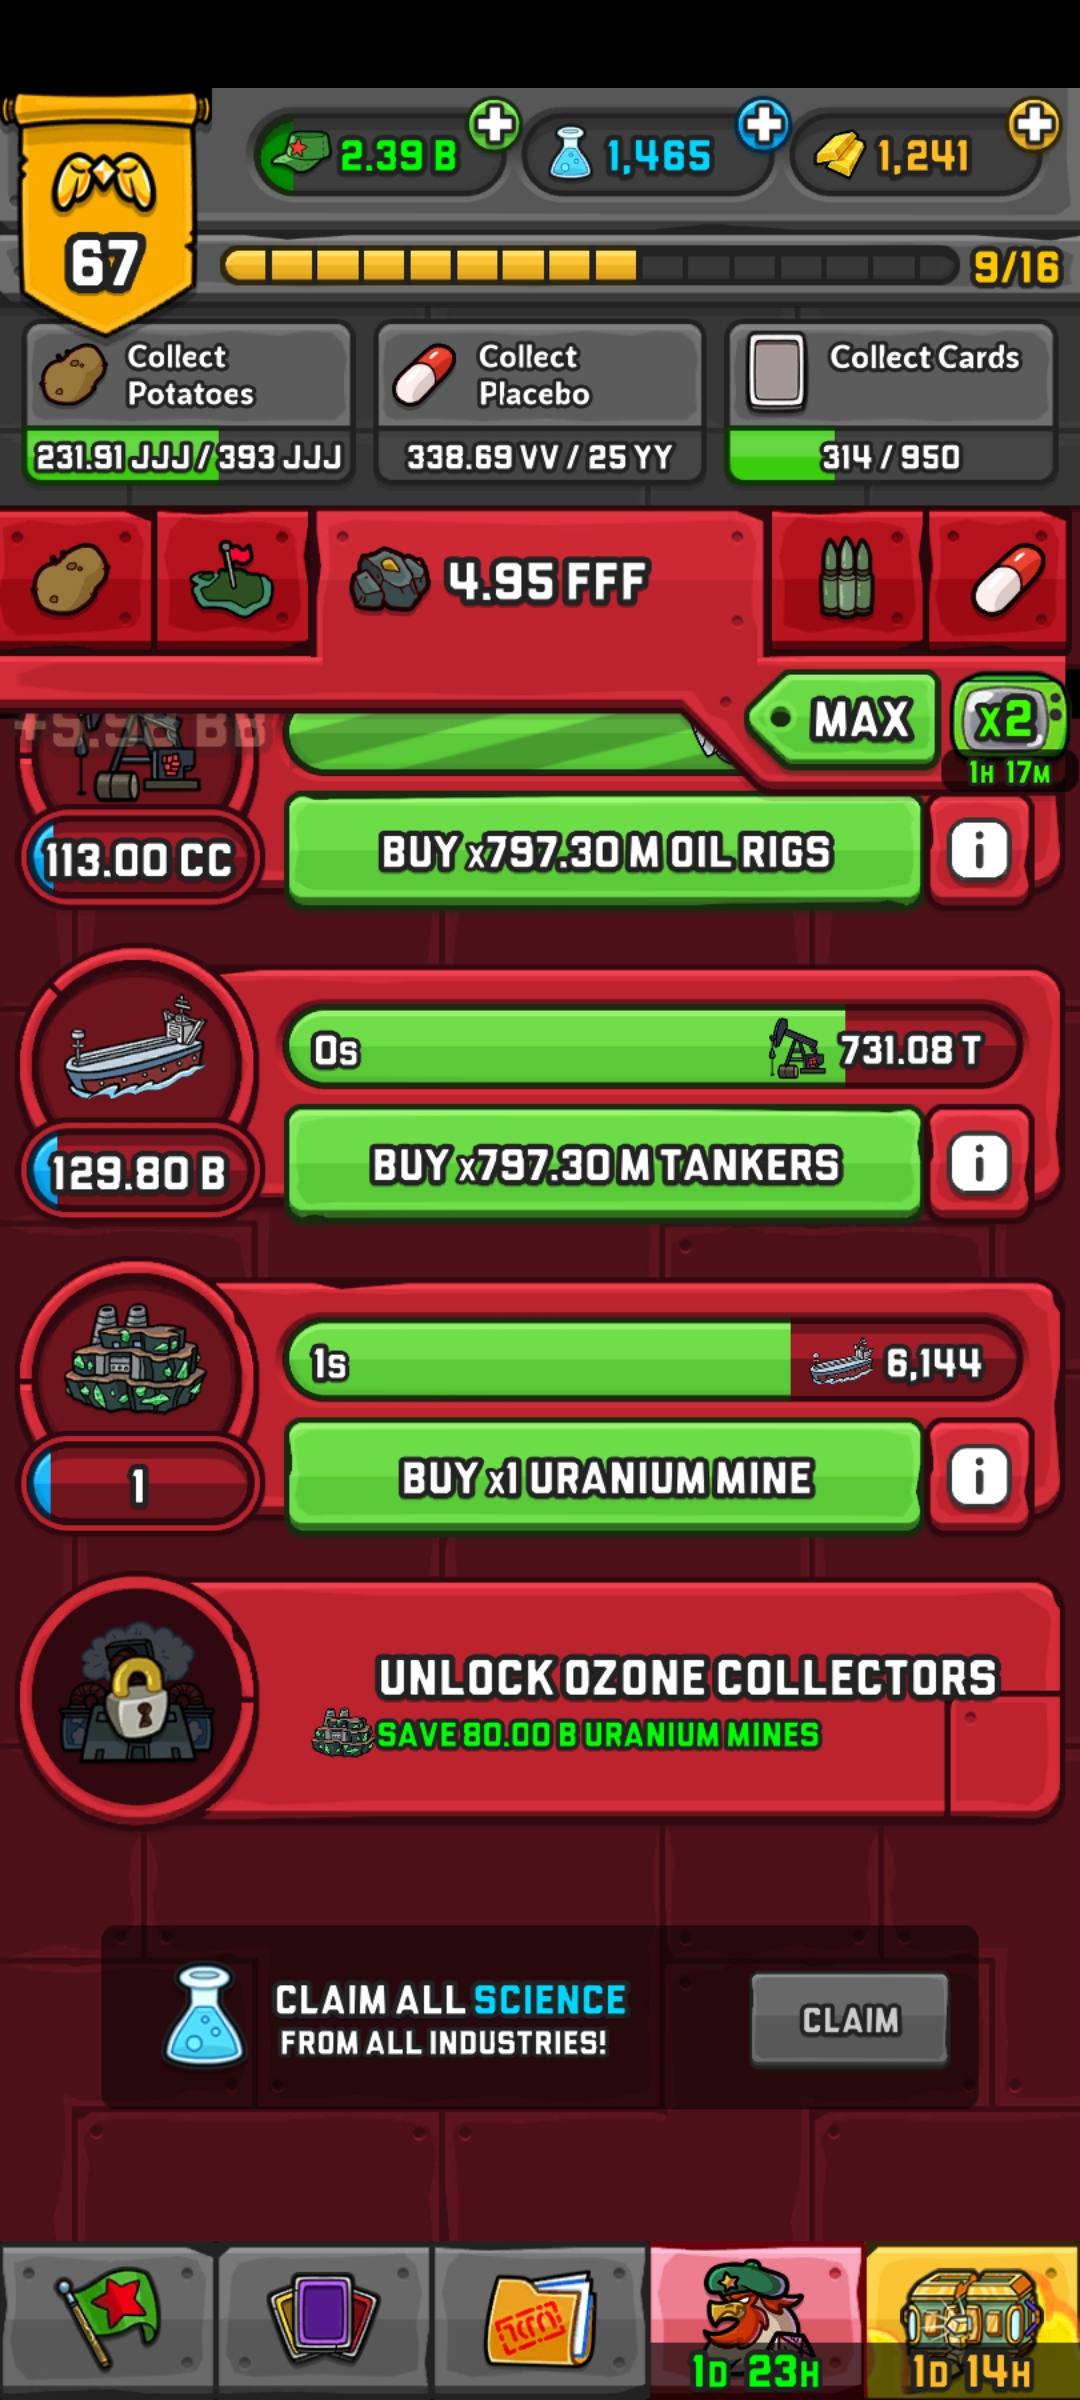 2.39 B
1,465
1,241
67
9/16
Collect
Potatoes
231.91 JJJ / 393 JJJ
Collect
Placebo
338.69 VV / 25 YY
Collect Cards
314 / 950
4.95 FFF
MAX
x2
1H 17M
113.00 CC
BUY x797.30 M OIL RIGS
i
0s
731.08 T
129.80 B
BUY x797.30 M TANKERS
i
1s
6,144
1
BUY x1 URANIUM MINE
i
UNLOCK OZONE COLLECTORS
SAVE 80.00 B URANIUM MINES
CLAIM ALL SCIENCE
FROM ALL INDUSTRIES!
CLAIM
1D 23H
1D 14H